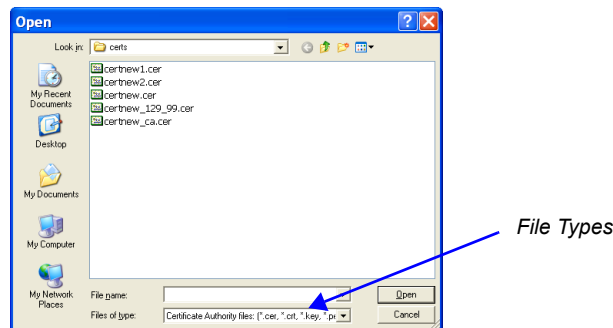 Open
Look in: certs
certnew1.cer
certnew2.cer
certnew.cer
certnew_129_99.cer
certnew_ca.cer
My Recent
Documents
Desktop
My Documents
My Computer
My Network
Places
File name:
Open
Files of type: Certificate Authority files: (*.cer, *.crt, *.key, *.p
Cancel
File Types